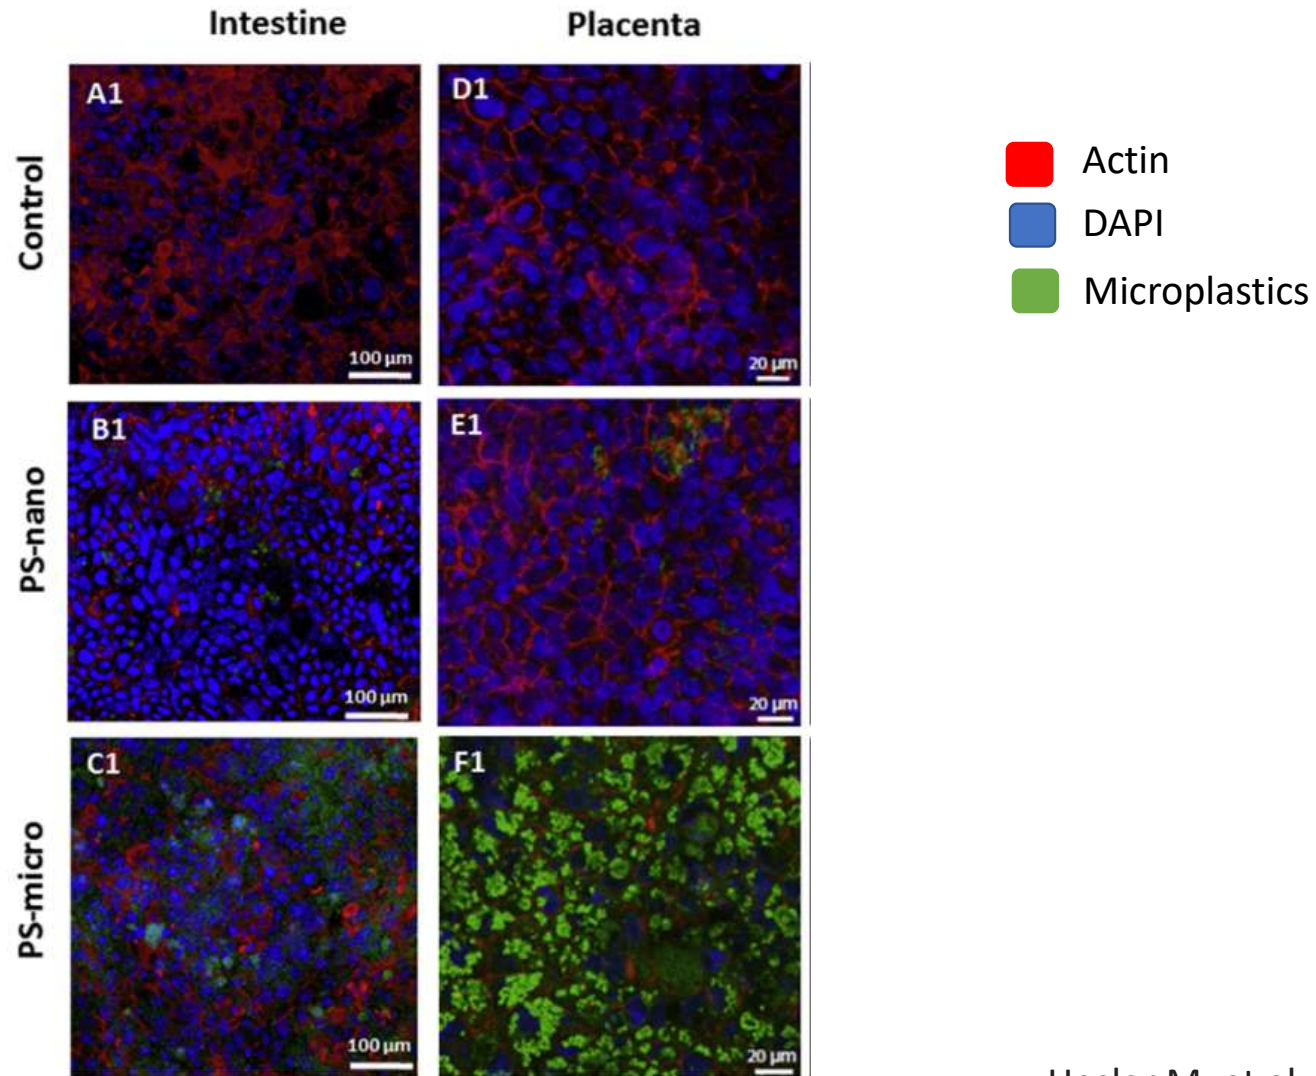 Intestine
Placenta
Control
A1
100 µm
D1
20 µm
PS-nano
B1
100 µm
E1
20 µm
PS-micro
C1
100 µm
F1
20 µm
Actin
DAPI
Microplastics